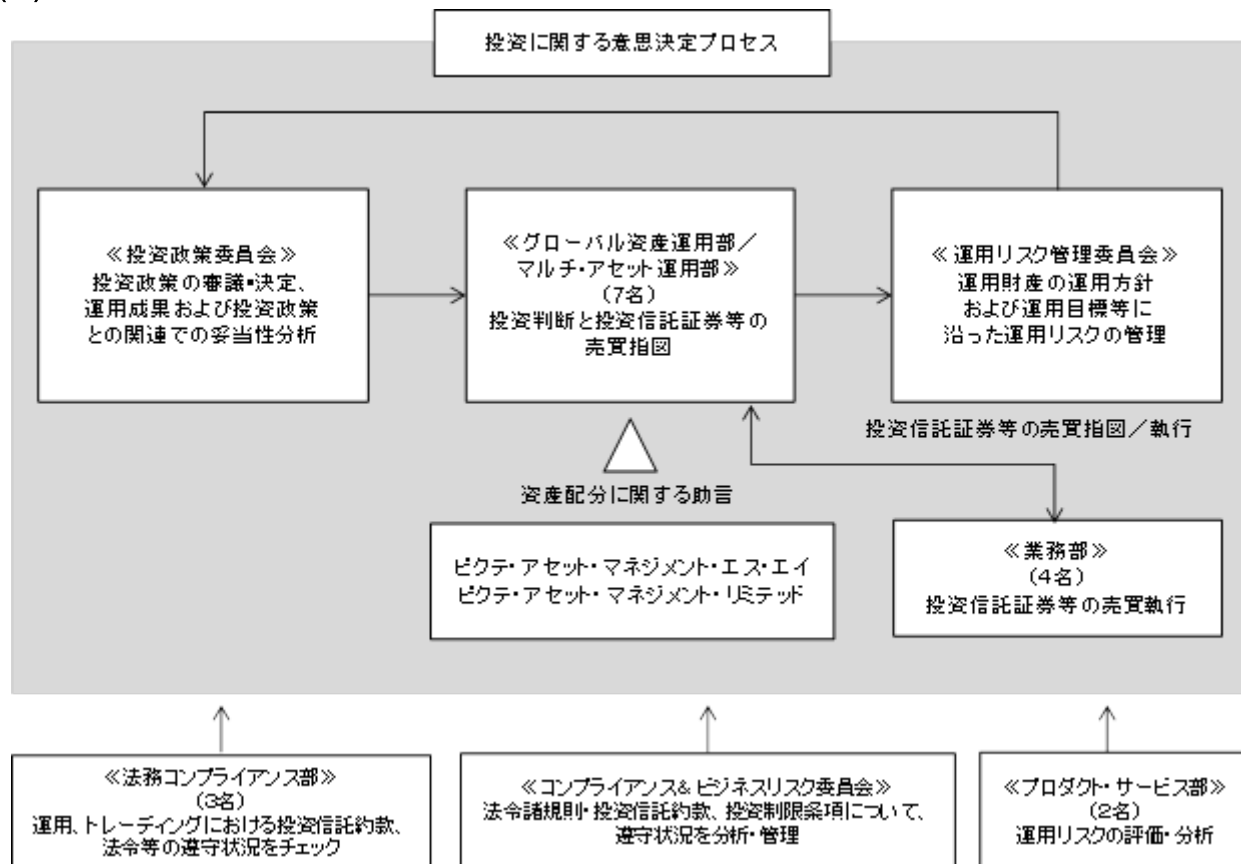 投資に関する意思決定プロセス
≪投資政策委員会≫
投資政策の審議・決定、
運用成果および投資政策
との関連での妥当性分析
≪グローバル資産運用部／
マルチ・アセット運用部≫
(7名)
投資判断と投資信託証券等の
売買指図
≪運用リスク管理委員会≫
運用財産の運用方針
および運用目標等に
沿った運用リスクの管理
投資信託証券等の売買指図／執行
資産配分に関する助言
ピクテ・アセット・マネジメント・エス・エイ
ピクテ・アセット・マネジメント・リミテッド
≪業務部≫
(4名)
投資信託証券等の売買執行
≪法務コンプライアンス部≫
(3名)
運用、トレーディングにおける投資信託約款、
法令等の遵守状況をチェック
≪コンプライアンス&ビジネスリスク委員会≫
法令諸規則・投資信託約款、投資制限条項について、
遵守状況を分析・管理
≪プロダクト・サービス部≫
(2名)
運用リスクの評価・分析